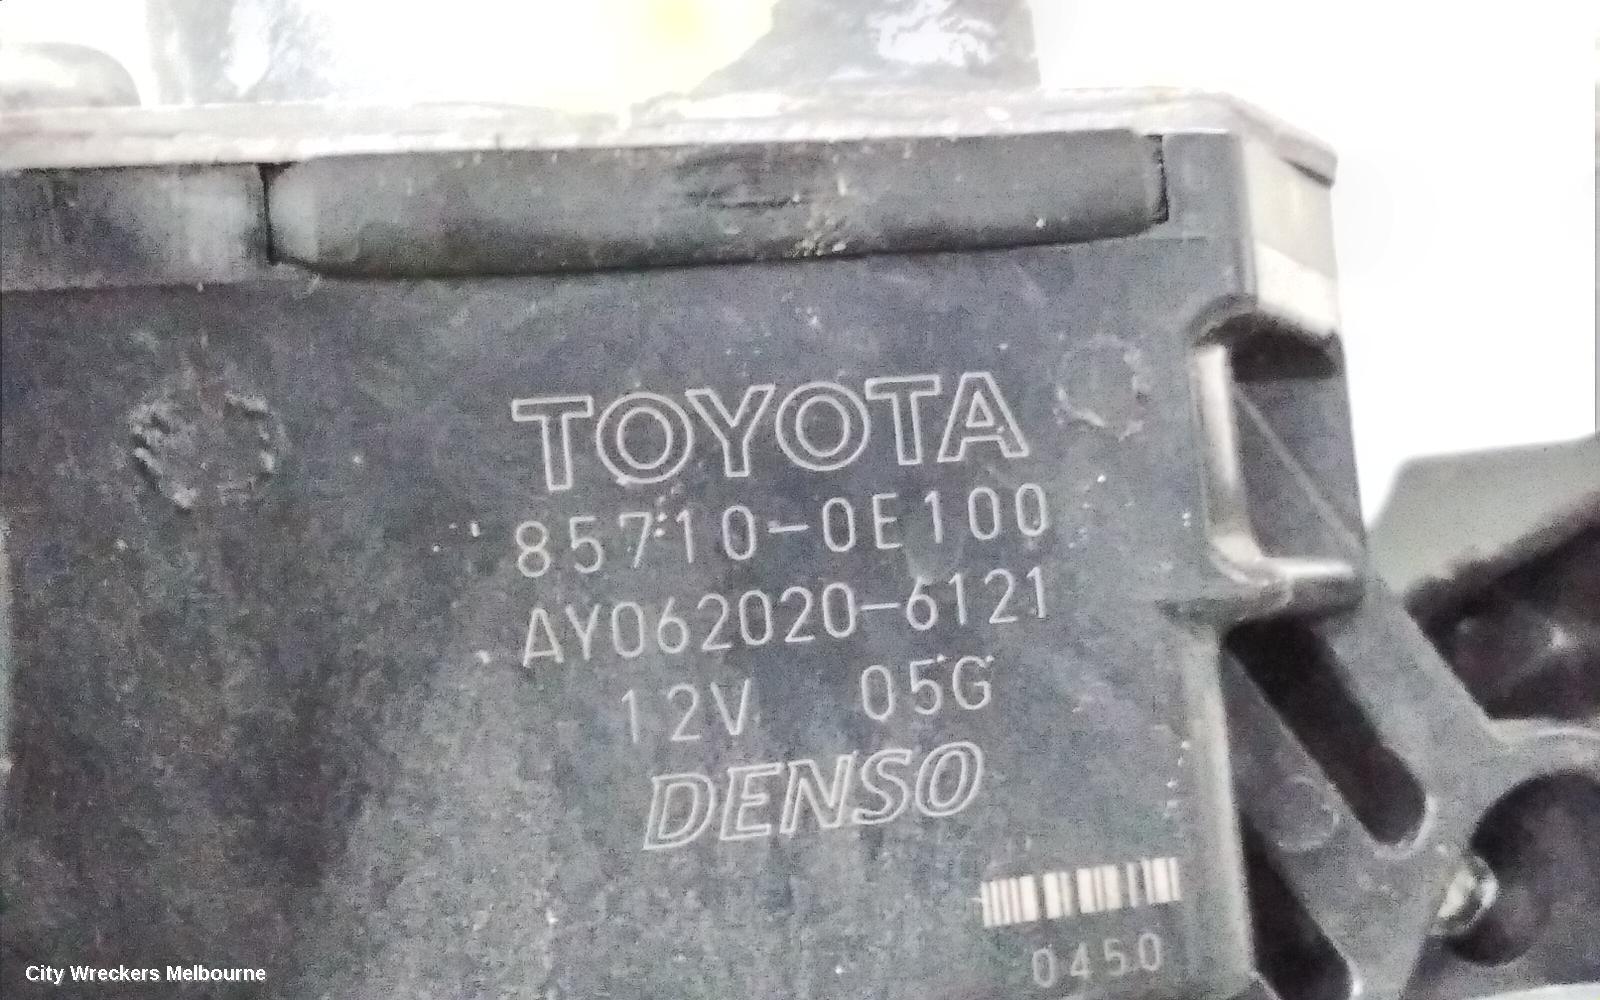 TOYOTA
85710-0E100
AY062020-6121
12V 05G
DENSO
0450
City Wreckers Melbourne